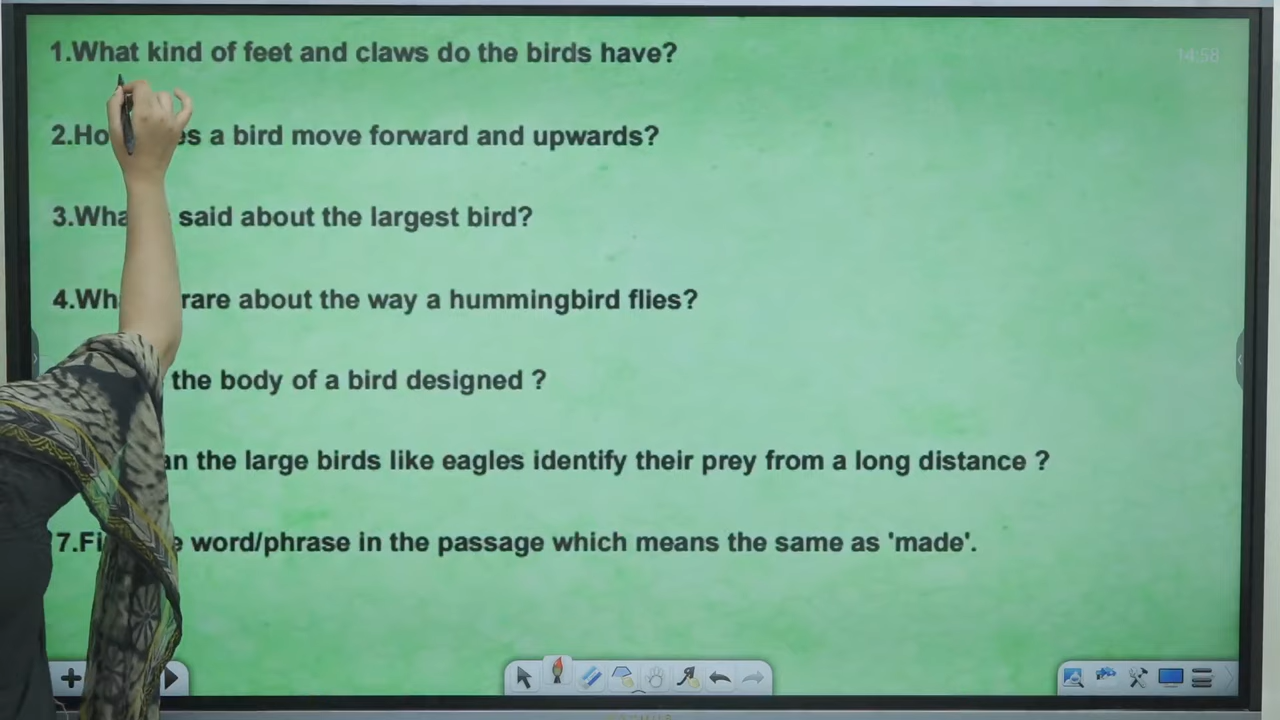 1.What kind of feet and claws do the birds have?
14:58
2.Ho es a bird move forward and upwards?
3.Wha said about the largest bird?
4.Wh rare about the way a hummingbird flies?
the body of a bird designed ?
an the large birds like eagles identify their prey from a long distance ?
7.Fi e word/phrase in the passage which means the same as 'made'.